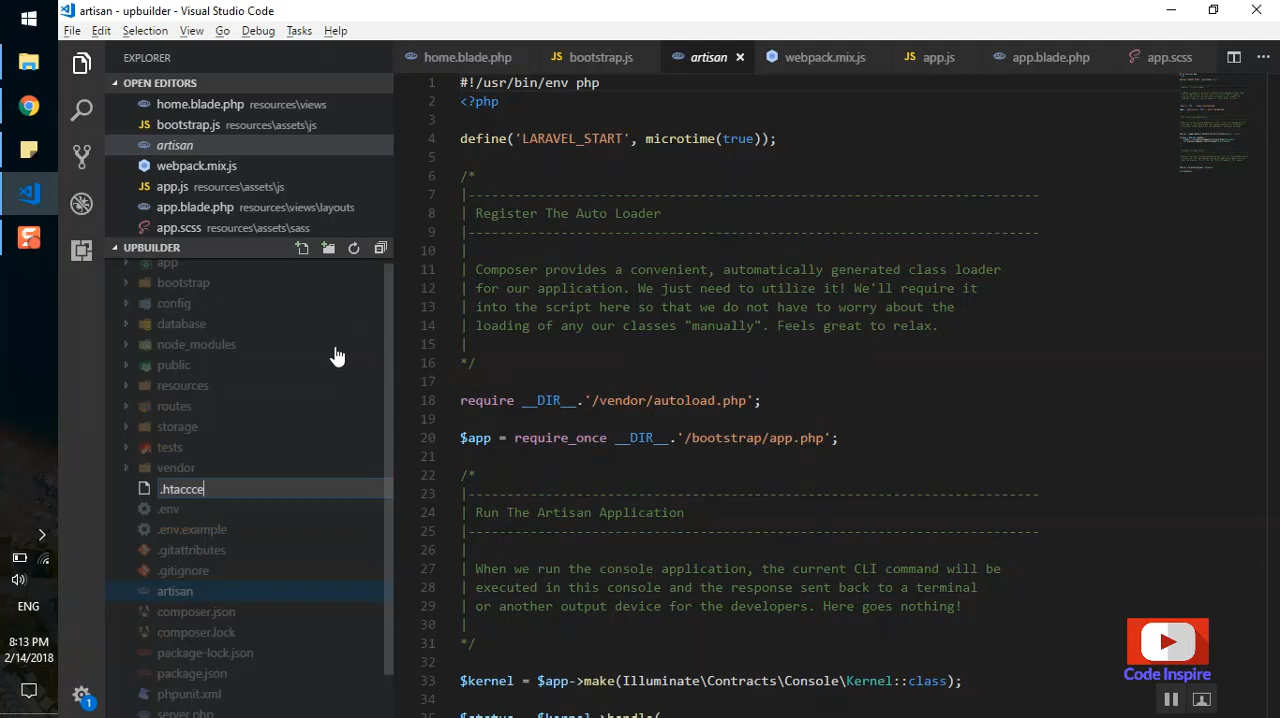 artisan - upbuilder - Visual Studio Code
File Edit Selection View Go Debug Tasks Help
EXPLORER
OPEN EDITORS
home.blade.php resources\views
bootstrap.js resources\assets\js
artisan
webpack.mix.js
app.js resources\assets\js
app.blade.php resources\views\layouts
app.scss resources\assets\sass
UPBUILDER
app
bootstrap
config
database
node_modules
public
resources
routes
storage
tests
vendor
.htaccce
.env
.env.example
.gitattributes
.gitignore
artisan
composer.json
composer.lock
package-lock.json
package.json
phpunit.xml
server.php
home.blade.php bootstrap.js artisan webpack.mix.js app.js app.blade.php app.scss
1 #!/usr/bin/env php
2 <?php
3
4 define('LARAVEL_START', microtime(true));
5
6 /*
7 |--------------------------------------------------------------------------
8 | Register The Auto Loader
9 |--------------------------------------------------------------------------
10 |
11 | Composer provides a convenient, automatically generated class loader
12 | for our application. We just need to utilize it! We'll require it
13 | into the script here so that we do not have to worry about the
14 | loading of any our classes "manually". Feels great to relax.
15 |
16 */
17
18 require __DIR__.'/vendor/autoload.php';
19
20 $app = require_once __DIR__.'/bootstrap/app.php';
21
22 /*
23 |--------------------------------------------------------------------------
24 | Run The Artisan Application
25 |--------------------------------------------------------------------------
26 |
27 | When we run the console application, the current CLI command will be
28 | executed in this console and the response sent back to a terminal
29 | or another output device for the developers. Here goes nothing!
30 |
31 */
32
33 $kernel = $app->make(Illuminate\Contracts\Console\Kernel::class);
34
ENG
8:13 PM
2/14/2018
1
Code Inspire